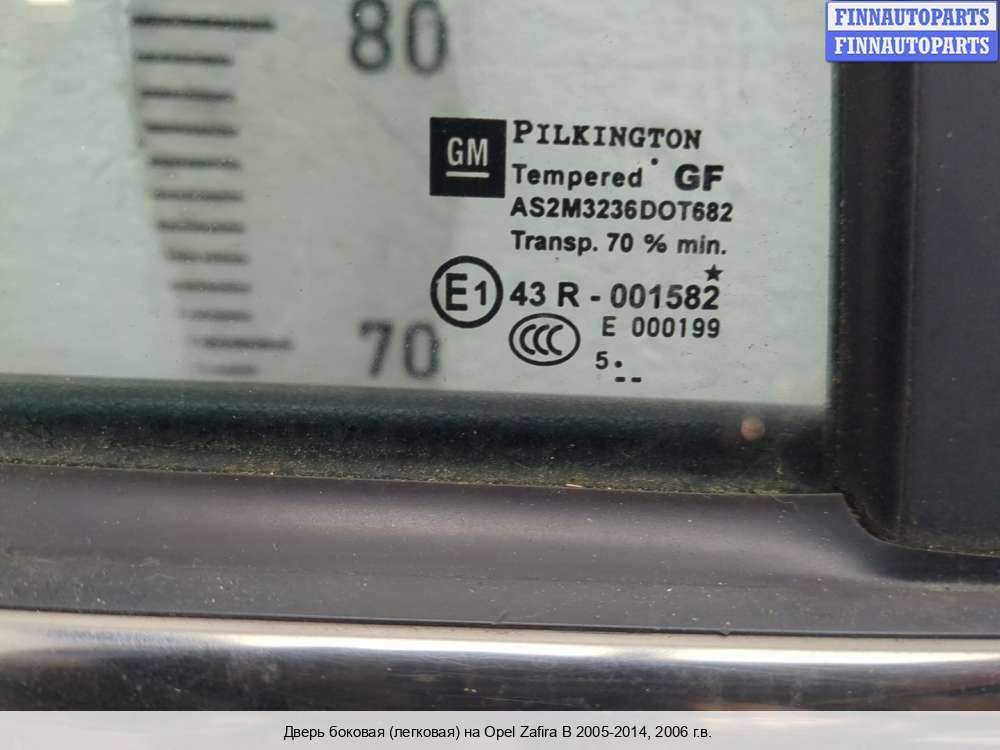 FINNAUTOPARTS
FINNAUTOPARTS
80
GM
PILKINGTON
Tempered GF
AS2M3236DOT682
Transp. 70 % min.
E1 43 R - 001582
CCC E 000199
5
70
Дверь боковая (легковая) на Opel Zafira B 2005-2014, 2006 г.в.